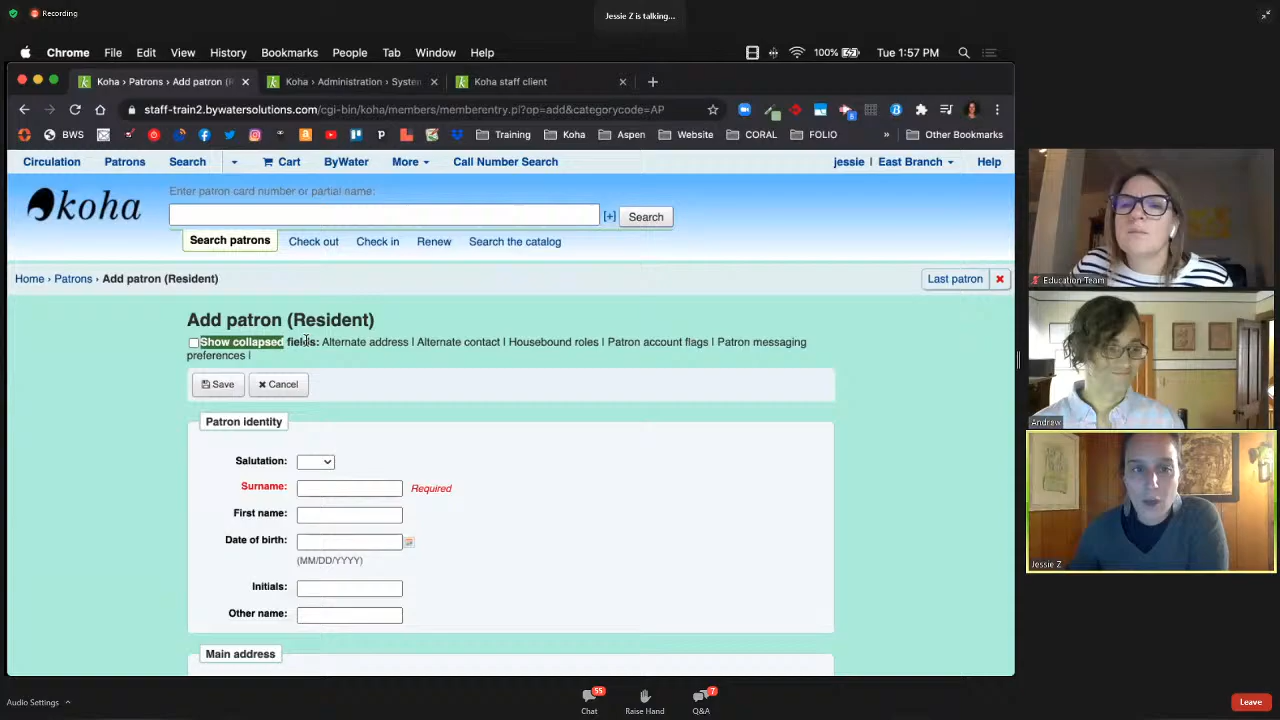 Recording
Jessie Z is talking...
Chrome File Edit View History Bookmarks People Tab Window Help 100% Tue 1:57 PM
Koha › Patrons › Add patron (R
Koha › Administration › System
Koha staff client
staff-train2.bywatersolutions.com/cgi-bin/koha/members/memberentry.pl?op=add&categorycode=AP
BWS Training Koha Aspen Website CORAL FOLIO » Other Bookmarks
Circulation Patrons Search Cart ByWater More Call Number Search jessie | East Branch Help
Enter patron card number or partial name:
koha
[+] Search
Search patrons Check out Check in Renew Search the catalog
Home › Patrons › Add patron (Resident) Last patron
Add patron (Resident)
Show collapsed fields: Alternate address | Alternate contact | Housebound roles | Patron account flags | Patron messaging
preferences |
Save Cancel
Patron identity
Salutation:
Surname: Required
First name:
Date of birth:
(MM/DD/YYYY)
Initials:
Other name:
Main address
Education Team
Andrew
Jessie Z
Audio Settings
55
Chat
Raise Hand
7
Q&A
Leave